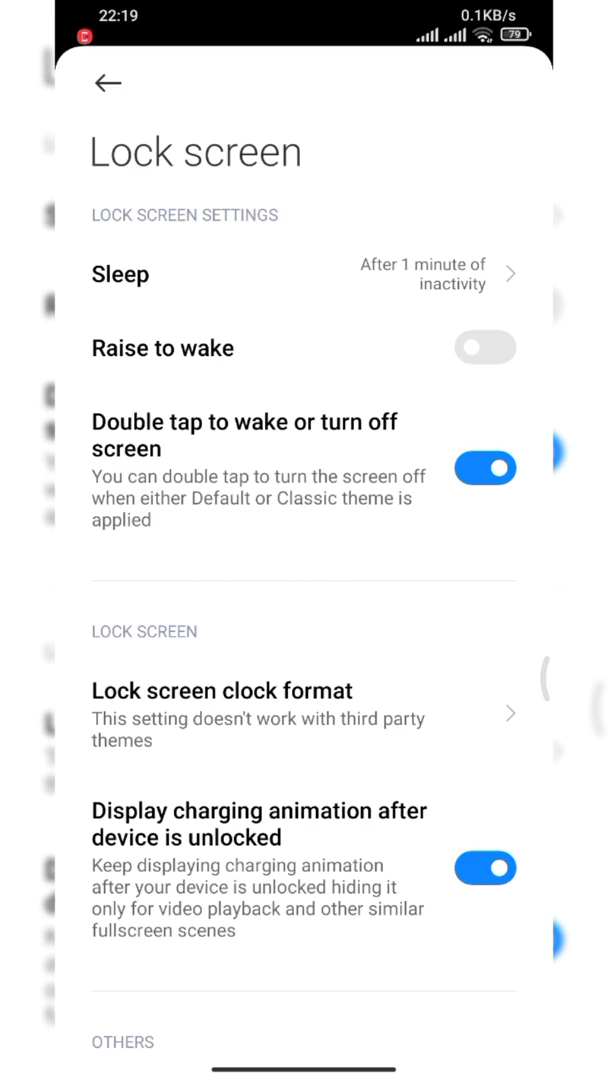 22:19
0.1KB/s
79
Lock screen
LOCK SCREEN SETTINGS
Sleep
After 1 minute of
inactivity
Raise to wake
Double tap to wake or turn off
screen
You can double tap to turn the screen off
when either Default or Classic theme is
applied
LOCK SCREEN
Lock screen clock format
This setting doesn't work with third party
themes
Display charging animation after
device is unlocked
Keep displaying charging animation
after your device is unlocked hiding it
only for video playback and other similar
fullscreen scenes
OTHERS